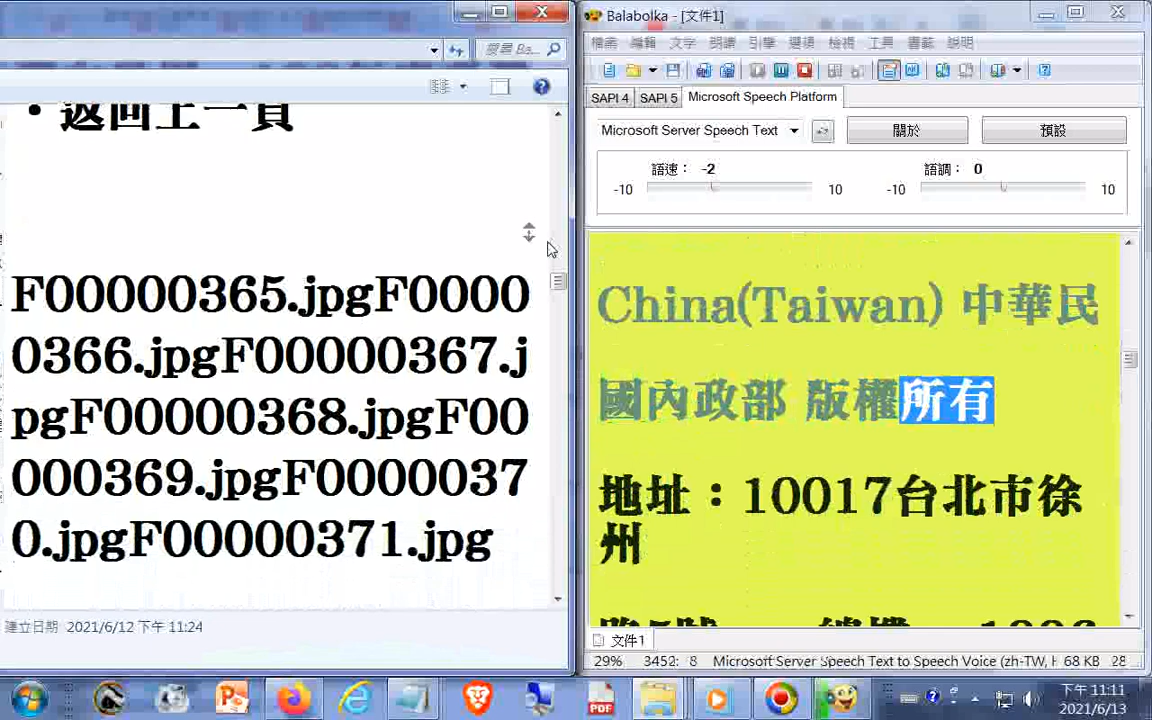 搜尋 Ba...
• 返回上一頁
F00000365.jpgF0000
0366.jpgF00000367.j
pgF00000368.jpgF00
000369.jpgF0000037
0.jpgF00000371.jpg
建立日期 2021/6/12 下午 11:24
Balabolka - [文件1]
檔案 編輯 文字 朗讀 引擎 選項 檢視 工具 書籤 說明
SAPI 4 SAPI 5 Microsoft Speech Platform
Microsoft Server Speech Text
關於
預設
語速： -2
-10 10
語調： 0
-10 10
China(Taiwan) 中華民
國內政部 版權所有
地址：10017台北市徐
州
文件1
29% 3452: 8 Microsoft Server Speech Text to Speech Voice (zh-TW, H 68 KB 28 ...
PDF
下午 11:11
2021/6/13